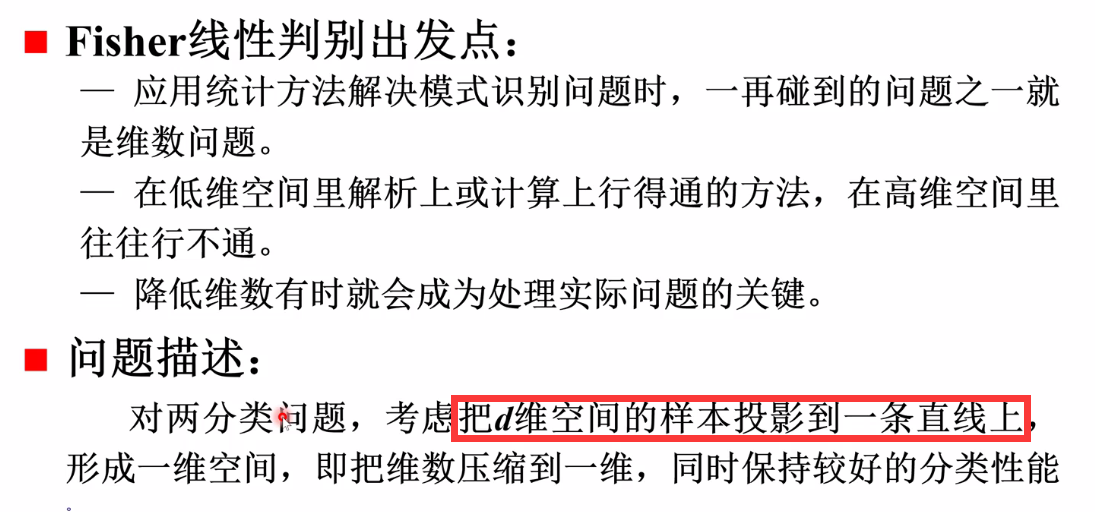 Fisher线性判别出发点：
— 应用统计方法解决模式识别问题时，一再碰到的问题之一就
是维数问题。
— 在低维空间里解析上或计算上行得通的方法，在高维空间里
往往行不通。
— 降低维数有时就会成为处理实际问题的关键。
问题描述：
对两分类问题，考虑把d维空间的样本投影到一条直线上，
形成一维空间，即把维数压缩到一维，同时保持较好的分类性能
。